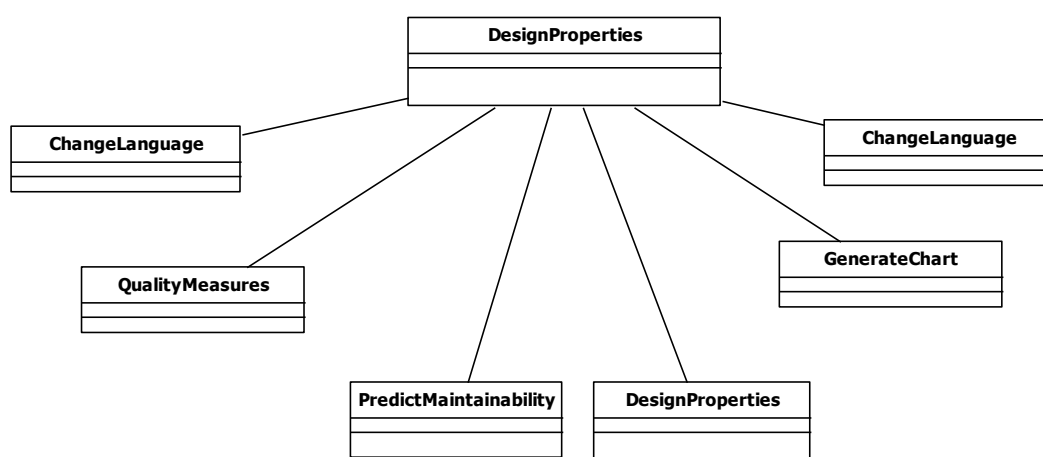 DesignProperties
ChangeLanguage
ChangeLanguage
GenerateChart
QualityMeasures
PredictMaintainability
DesignProperties